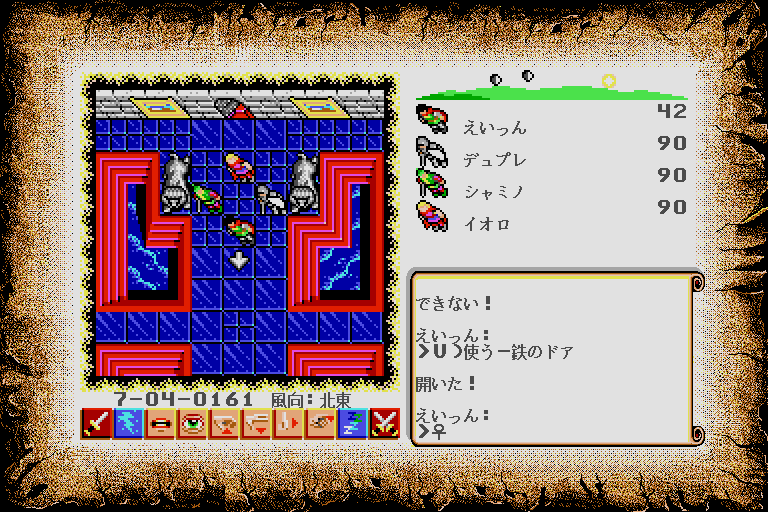 42
えいっん
90
デュプレ
90
シャミノ
90
イオロ
できない!
えいっん:
>U >使う-鉄のドア
開いた!
えいっん:
>♀
7-04-0161 風向:北東